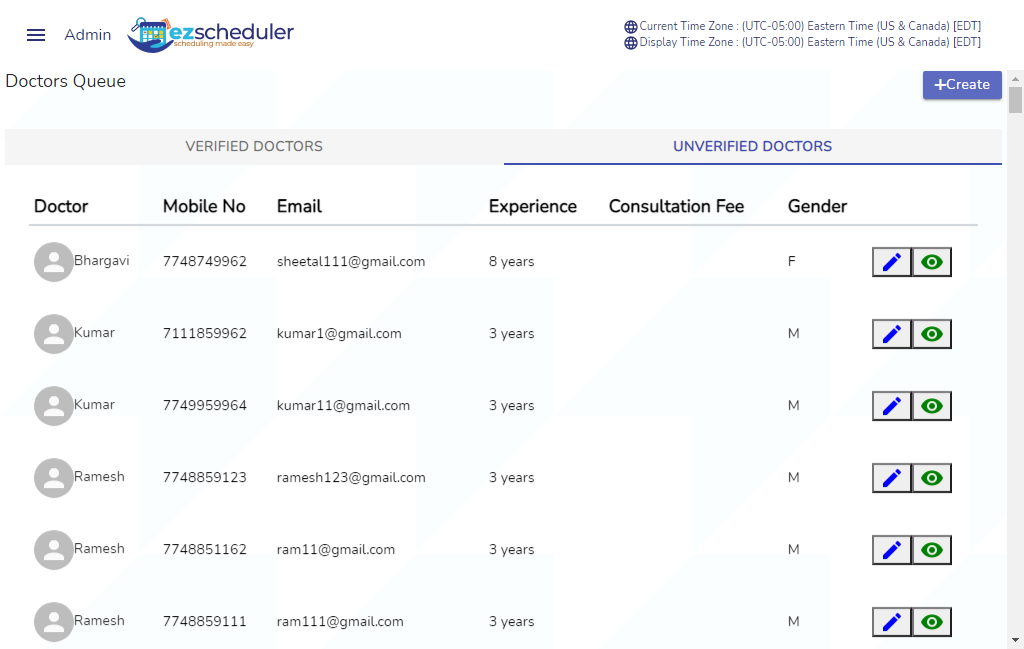 Admin
ezscheduler
scheduling made easy
Current Time Zone : (UTC-05:00) Eastern Time (US & Canada) [EDT]
Display Time Zone : (UTC-05:00) Eastern Time (US & Canada) [EDT]
Doctors Queue
+Create
VERIFIED DOCTORS UNVERIFIED DOCTORS
Doctor Mobile No Email Experience Consultation Fee Gender
Bhargavi 7748749962 sheetal111@gmail.com 8 years F
Kumar 7111859962 kumar1@gmail.com 3 years M
Kumar 7749959964 kumar11@gmail.com 3 years M
Ramesh 7748859123 ramesh123@gmail.com 3 years M
Ramesh 7748851162 ram11@gmail.com 3 years M
Ramesh 7748859111 ram111@gmail.com 3 years M